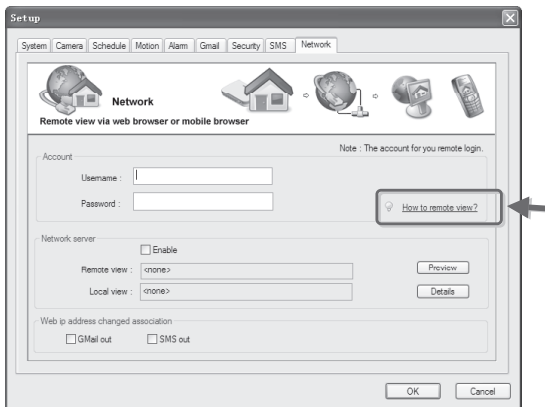 Setup
System Camera Schedule Motion Alarm Gmail Security SMS Network
Network
Remote view via web browser or mobile browser
Note : The account for you remote login.
Account
Username :
Password :
How to remote view?
Network server
Enable
Remote view : <none> Preview
Local view : <none> Details
Web ip address changed association
GMail out SMS out
OK Cancel